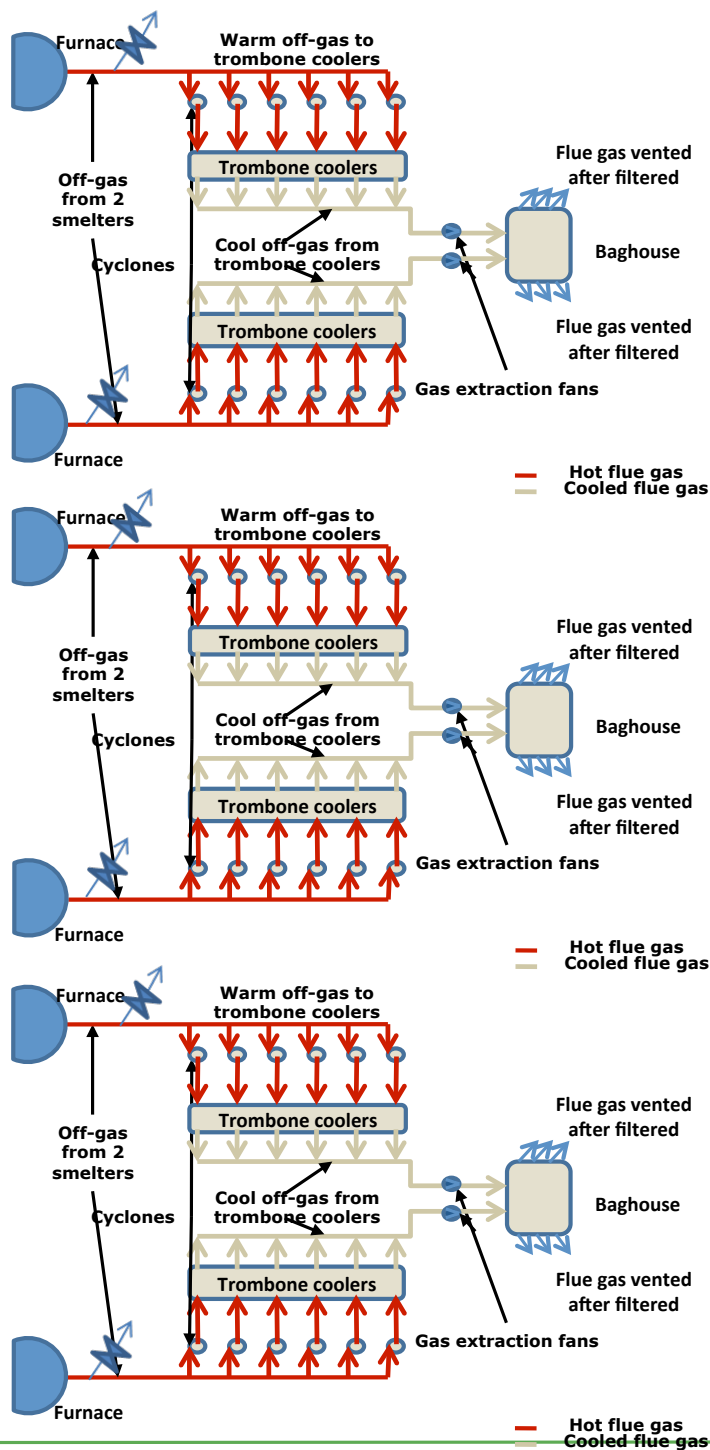 Furnace
Warm off-gas to
trombone coolers
Trombone coolers
Flue gas vented
after filtered
Off-gas
from 2
smelters
Cool off-gas from
trombone coolers
Cyclones
Baghouse
Trombone coolers
Flue gas vented
after filtered
Gas extraction fans
Furnace
Hot flue gas
Cooled flue gas
Furnace
Warm off-gas to
trombone coolers
Trombone coolers
Flue gas vented
after filtered
Off-gas
from 2
smelters
Cool off-gas from
trombone coolers
Cyclones
Baghouse
Trombone coolers
Flue gas vented
after filtered
Gas extraction fans
Furnace
Hot flue gas
Cooled flue gas
Furnace
Warm off-gas to
trombone coolers
Trombone coolers
Flue gas vented
after filtered
Off-gas
from 2
smelters
Cool off-gas from
trombone coolers
Cyclones
Baghouse
Trombone coolers
Flue gas vented
after filtered
Gas extraction fans
Furnace
Hot flue gas
Cooled flue gas